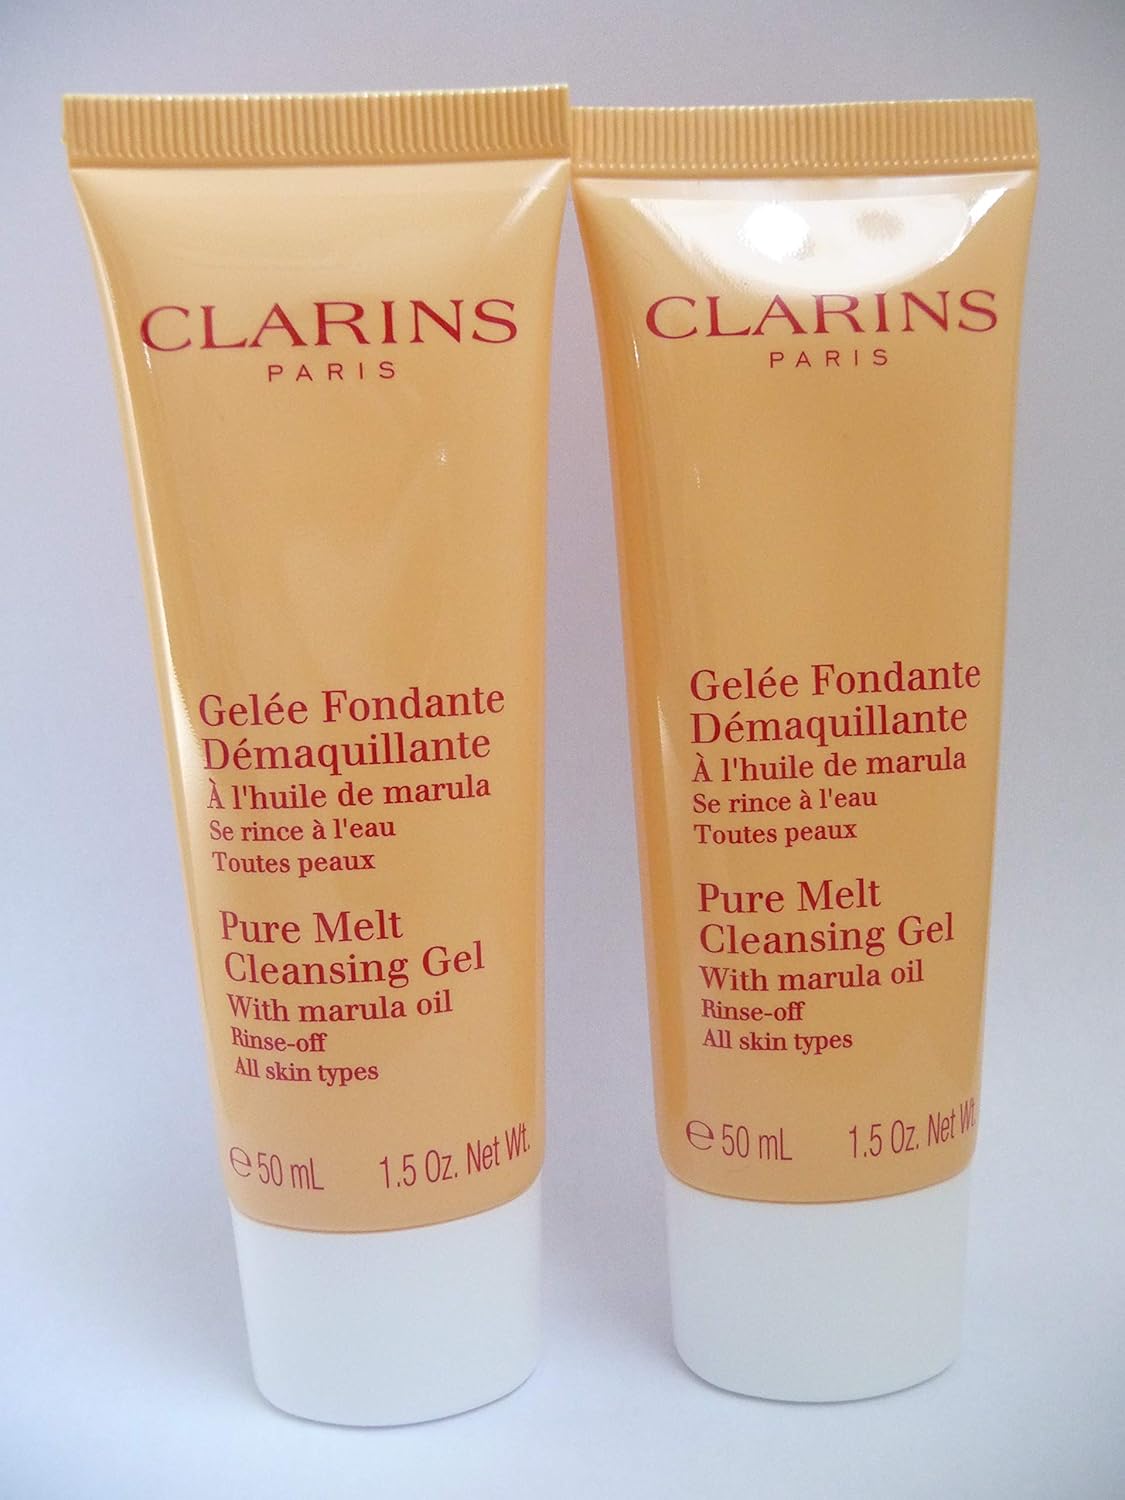 CLARINS
PARIS
Gelée Fondante
Démaquillante
À l'huile de marula
Se rince à l'eau
Toutes peaux
Pure Melt
Cleansing Gel
With marula oil
Rinse-off
All skin types
℮50 mL 1.5 Oz. Net Wt.
CLARINS
PARIS
Gelée Fondante
Démaquillante
À l'huile de marula
Se rince à l'eau
Toutes peaux
Pure Melt
Cleansing Gel
With marula oil
Rinse-off
All skin types
℮50 mL 1.5 Oz. Net Wt.